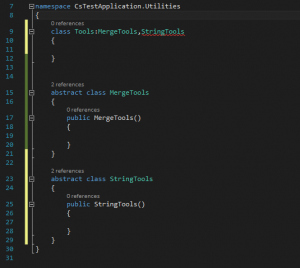 7 namespace CsTestApplication.Utilities
8 {
0 references
9 class Tools:MergeTools,StringTools
10 {
11
12 }
13
14
2 references
15 abstract class MergeTools
16 {
0 references
17 public MergeTools()
18 {
19
20 }
21 }
22
2 references
23 abstract class StringTools
24 {
0 references
25 public StringTools()
26 {
27
28 }
29 }
30 }
31